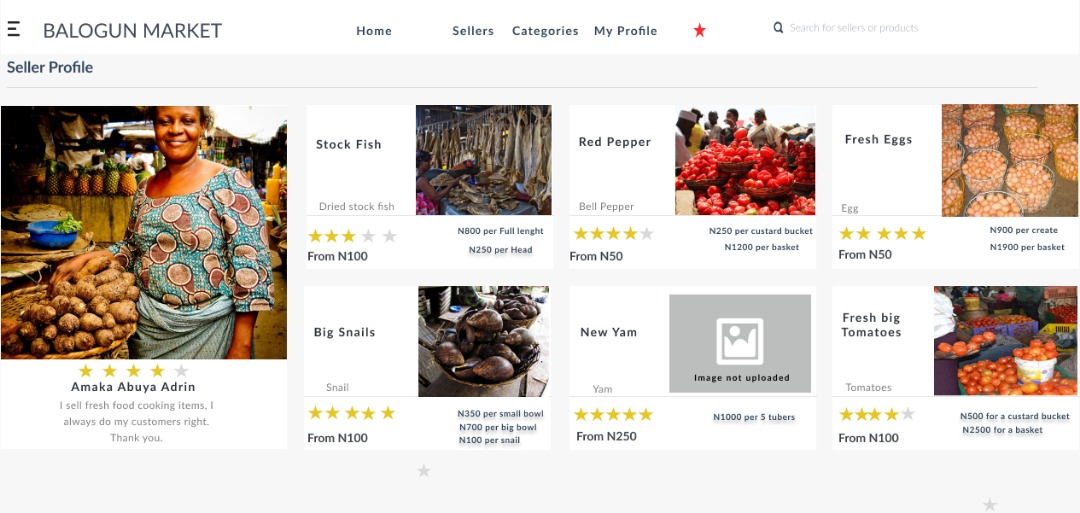 BALOGUN MARKET
Home Sellers Categories My Profile
Search for sellers or products
Seller Profile
Amaka Abuya Adrin
I sell fresh food cooking items, I
always do my customers right.
Thank you.
Stock Fish
Dried stock fish
From N100
N800 per Full lenght
N250 per Head
Red Pepper
Bell Pepper
From N50
N250 per custard bucket
N1200 per basket
Fresh Eggs
Egg
From N50
N900 per create
N1900 per basket
Big Snails
Snail
From N100
N350 per small bowl
N700 per big bowl
N100 per snail
New Yam
Image not uploaded
Yam
From N250
N1000 per 5 tubers
Fresh big
Tomatoes
Tomatoes
From N100
N500 for a custard bucket
N2500 for a basket